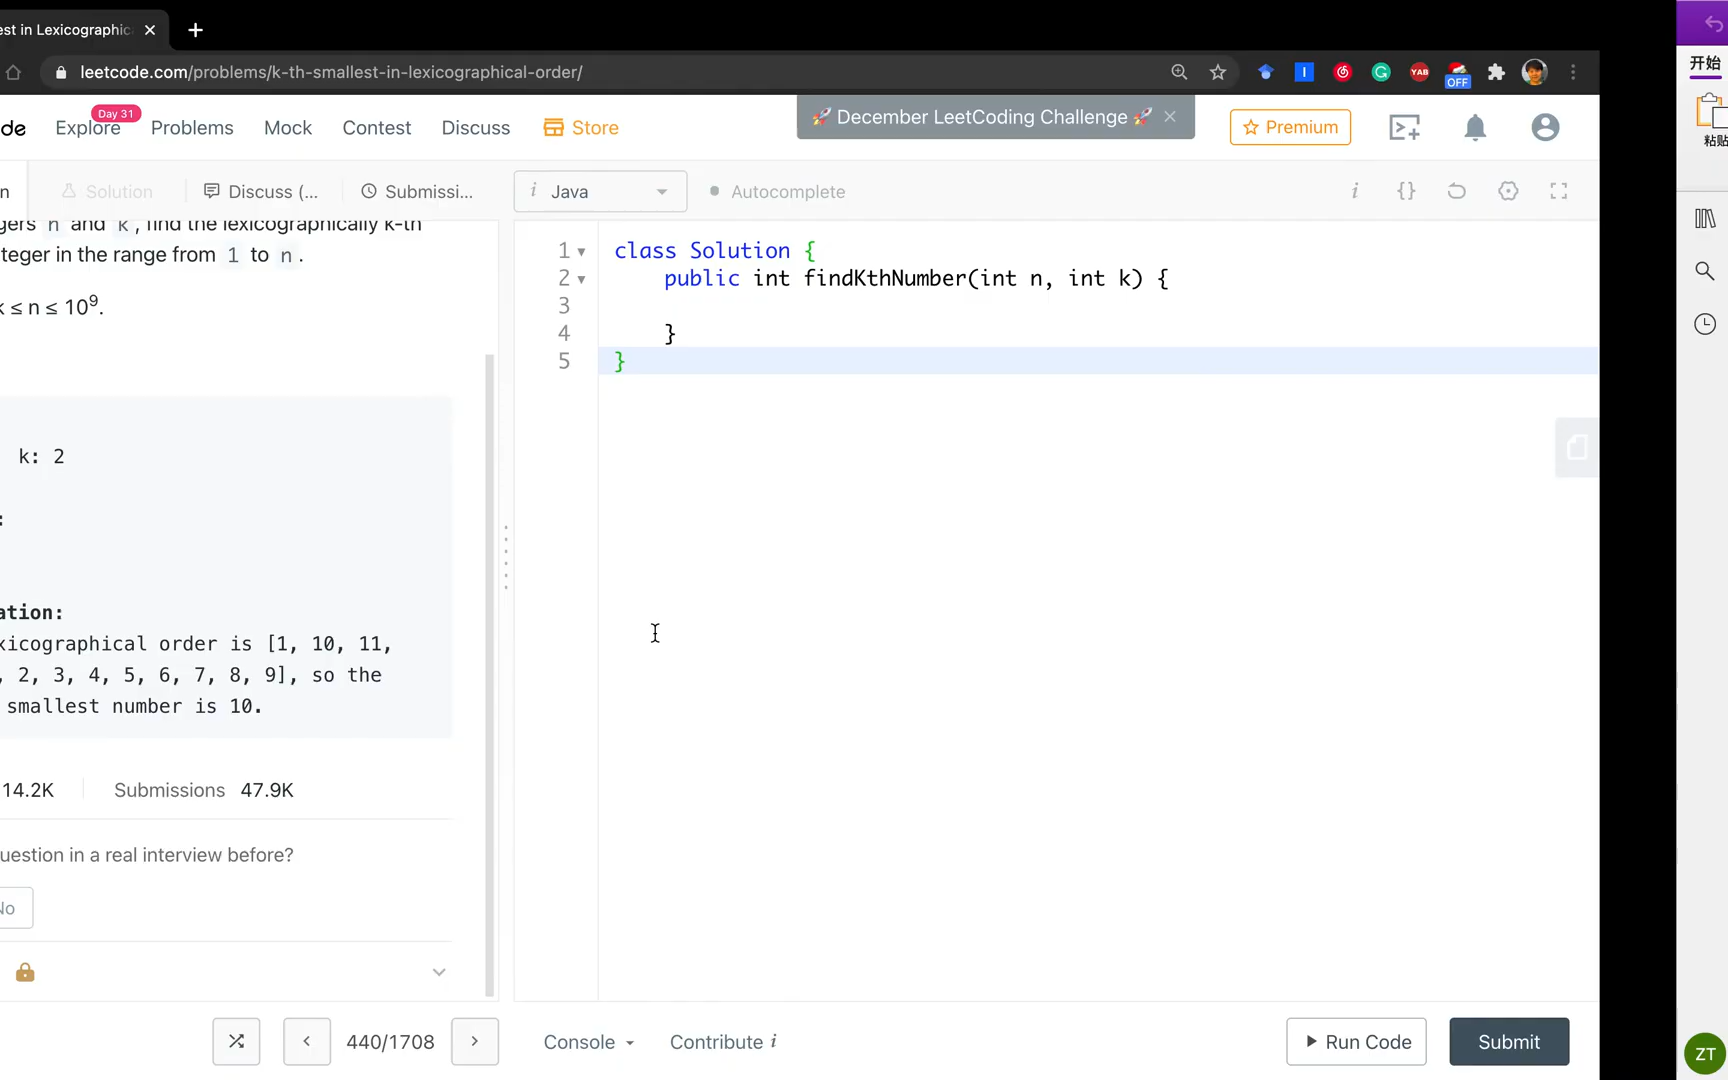 est in Lexicographic
leetcode.com/problems/k-th-smallest-in-lexicographical-order/
YAB
OFF
开始
粘贴
de
Explore
Day 31
Problems
Mock
Contest
Discuss
Store
🚀 December LeetCoding Challenge 🚀
Premium
n
Solution
Discuss (...
Submissi...
i Java
Autocomplete
i {}
gers n and k, find the lexicographically k-th
teger in the range from 1 to n.
k ≤ n ≤ 10⁹.
k: 2
:
ation:
xicographical order is [1, 10, 11,
, 2, 3, 4, 5, 6, 7, 8, 9], so the
smallest number is 10.
14.2K
Submissions 47.9K
uestion in a real interview before?
No
1 class Solution {
2 public int findKthNumber(int n, int k) {
3
4 }
5 }
440/1708
Console
Contribute i
Run Code
Submit
ZT